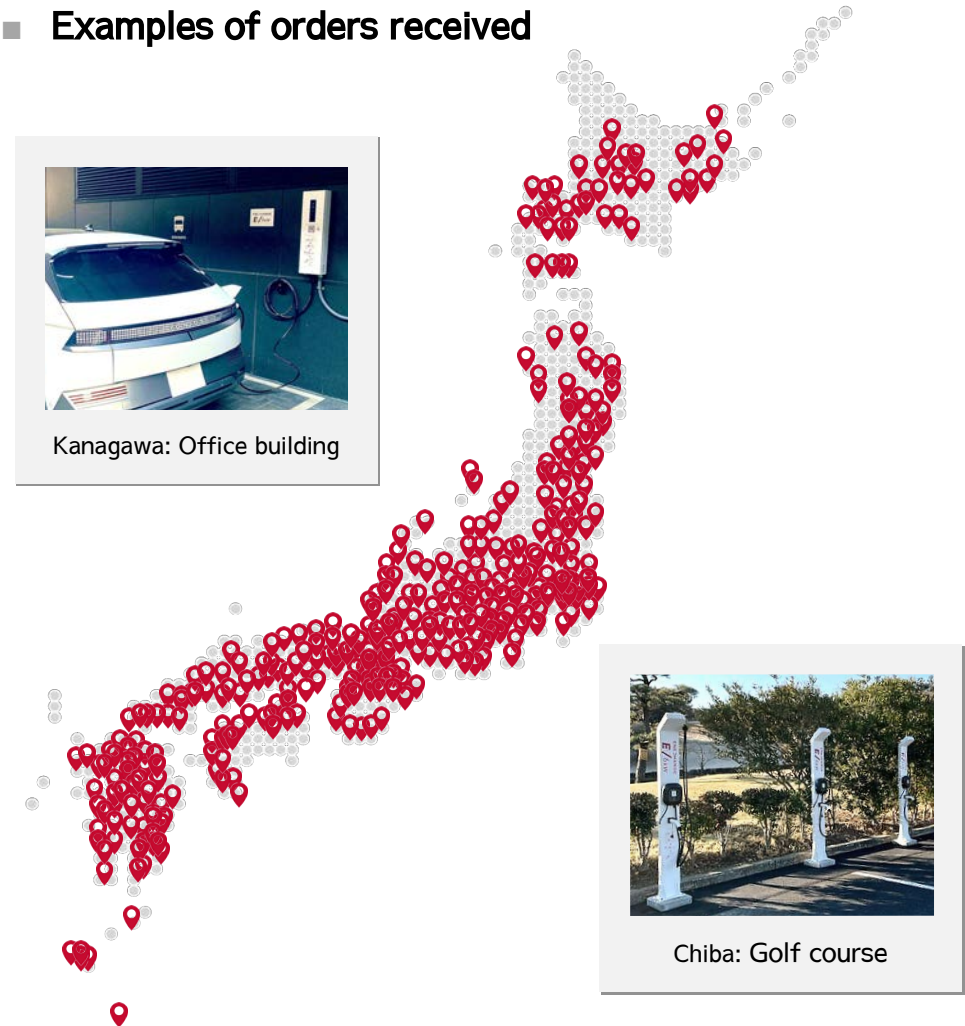 Examples of orders received
Kanagawa: Office building
Chiba: Golf course